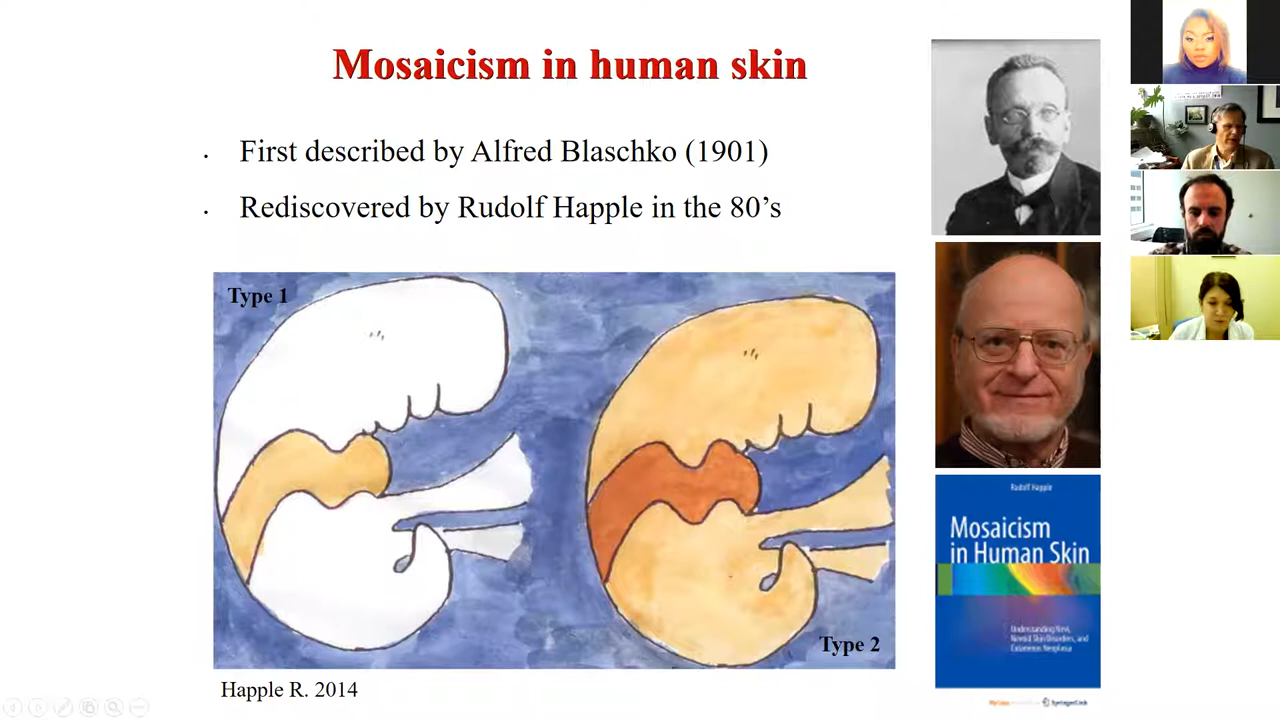 Mosaicism in human skin
• First described by Alfred Blaschko (1901)
• Rediscovered by Rudolf Happle in the 80’s
Type 1
Type 2
Happle R. 2014
Rudolf Happle
Mosaicism
in Human Skin
Understanding Nevi,
Nevoid Skin Disorders, and
Cutaneous Neoplasia
SpringerLink